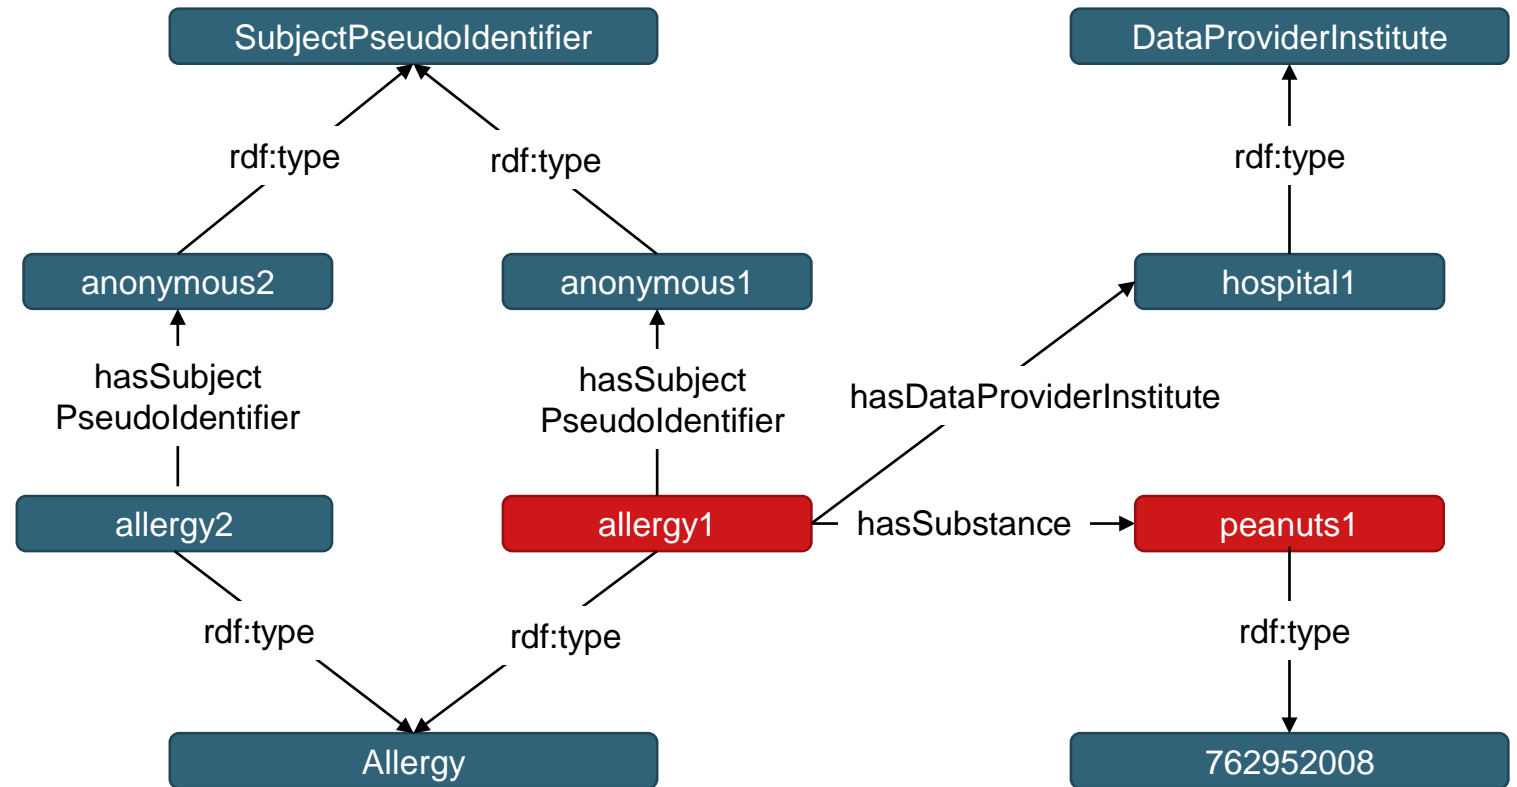 SubjectPseudoIdentifier
DataProviderInstitute
rdf:type
rdf:type
rdf:type
anonymous2
anonymous1
hospital1
hasSubject
PseudoIdentifier
hasSubject
PseudoIdentifier
hasDataProviderInstitute
allergy2
allergy1
hasSubstance
peanuts1
rdf:type
rdf:type
rdf:type
Allergy
762952008